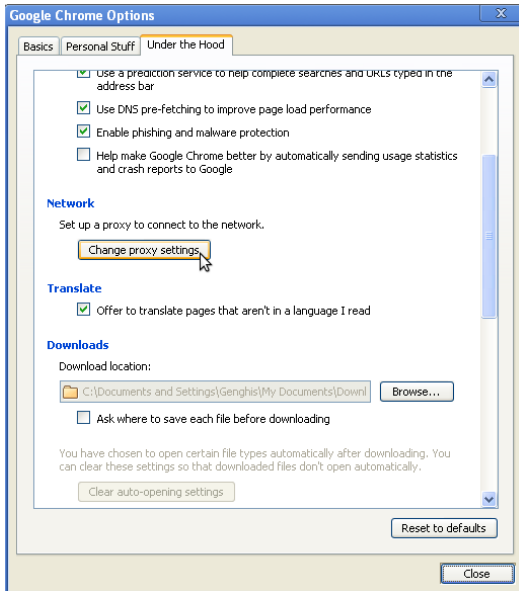 Google Chrome Options
Basics
Personal Stuff
Under the Hood
Use a prediction service to help complete searches and URLs typed in the
address bar
Use DNS pre-fetching to improve page load performance
Enable phishing and malware protection
Help make Google Chrome better by automatically sending usage statistics
and crash reports to Google
Network
Set up a proxy to connect to the network.
Change proxy settings
Translate
Offer to translate pages that aren't in a language I read
Downloads
Download location:
C:\Documents and Settings\Genghis\My Documents\Downl
Browse...
Ask where to save each file before downloading
You have chosen to open certain file types automatically after downloading. You
can clear these settings so that downloaded files don't open automatically.
Clear auto-opening settings
Reset to defaults
Close